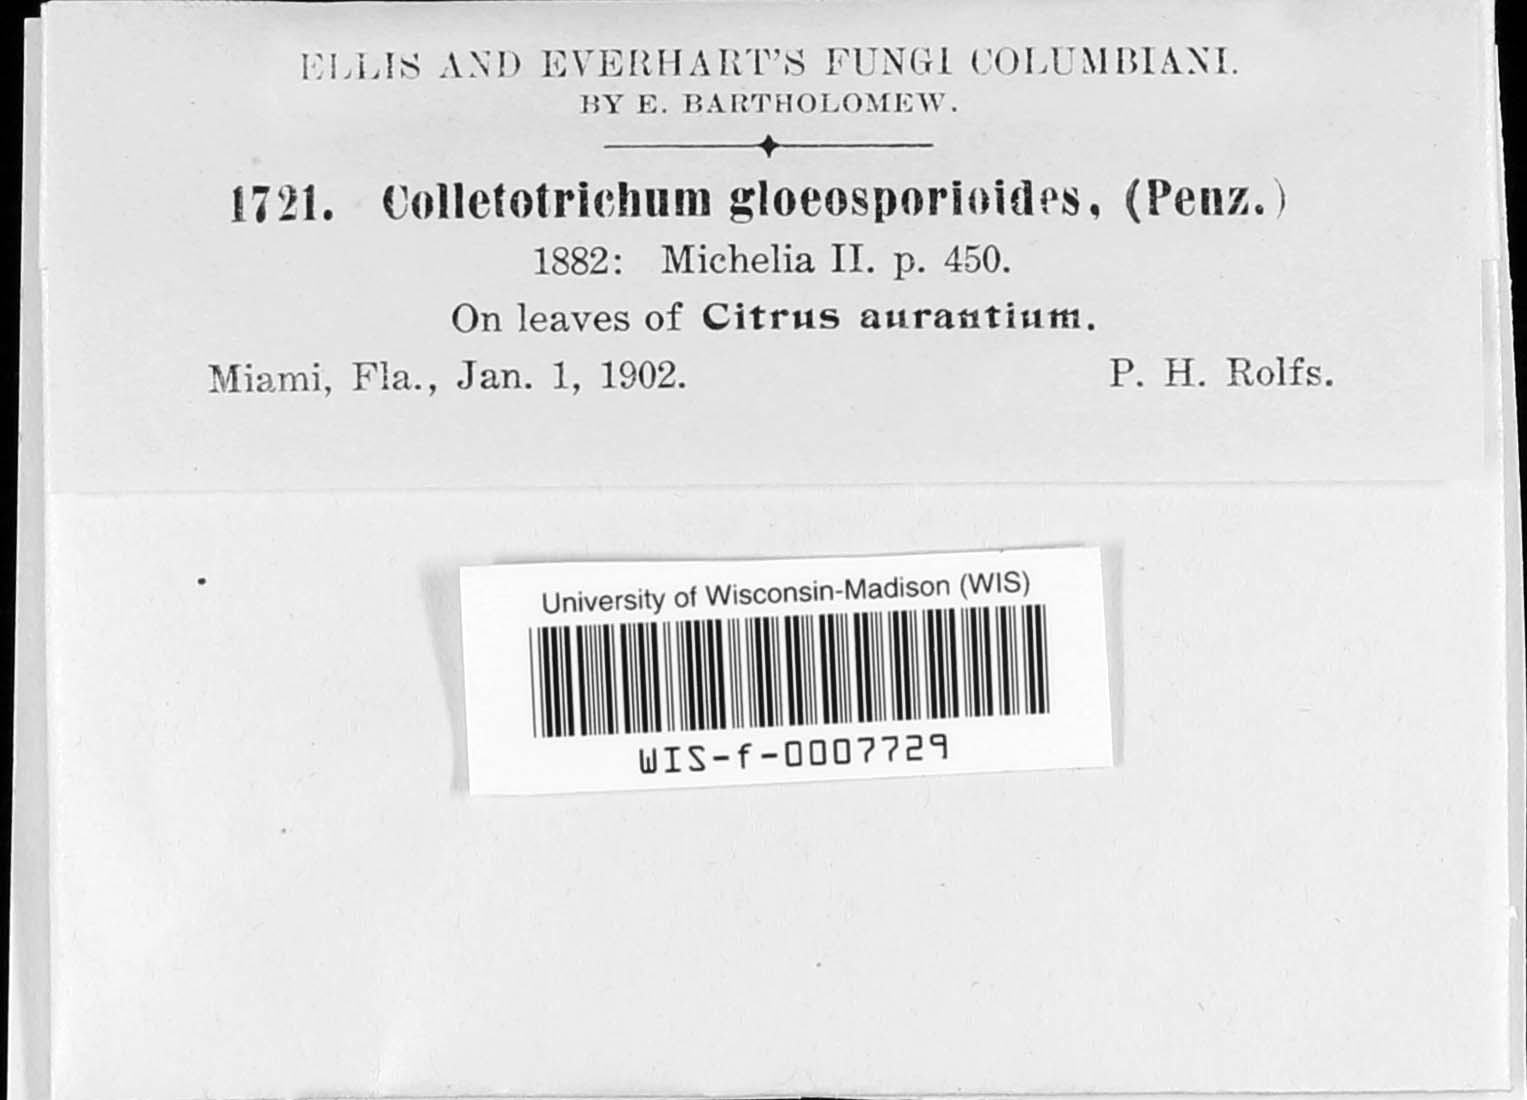 ELLIS AND EVERHART'S FUNGI COLUMBIANI.
BY E. BARTHOLOMEW.
1721. Colletotrichum gloeosporioides, (Penz.)
1882: Michelia II. p. 450.
On leaves of Citrus aurantium.
Miami, Fla., Jan. 1, 1902. P. H. Rolfs.
University of Wisconsin-Madison (WIS)
WIS-f-0007729